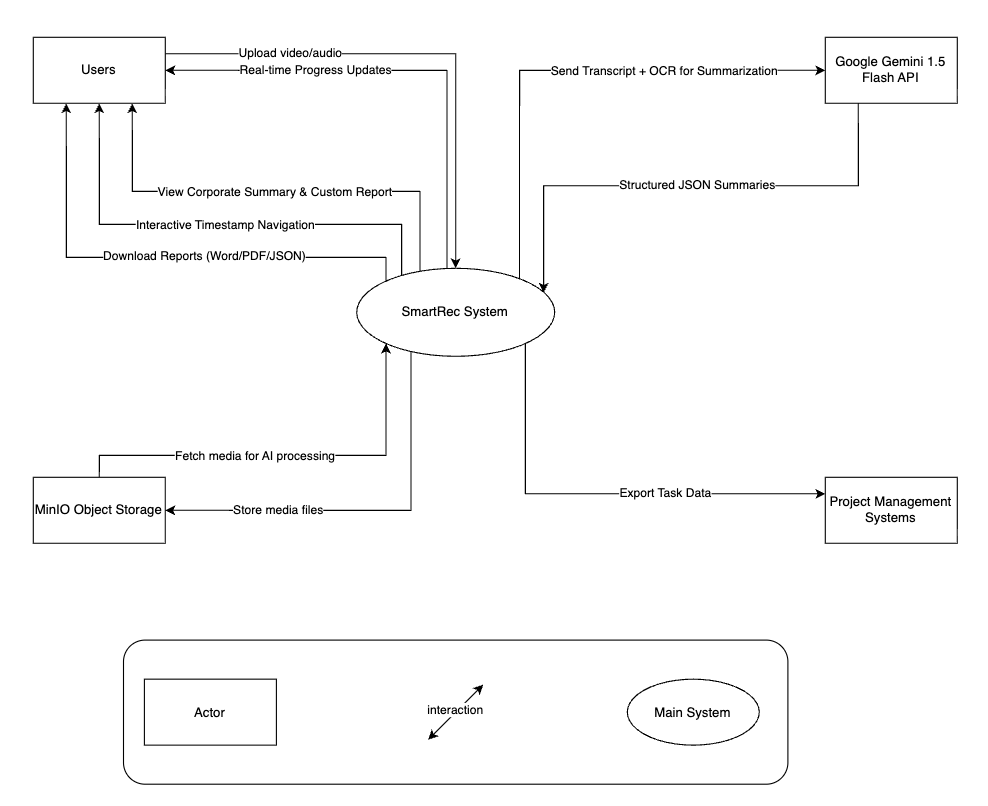 Users
Upload video/audio
Real-time Progress Updates
Send Transcript + OCR for Summarization
Google Gemini 1.5
Flash API
View Corporate Summary & Custom Report
Structured JSON Summaries
Interactive Timestamp Navigation
Download Reports (Word/PDF/JSON)
SmartRec System
Fetch media for AI processing
MinIO Object Storage
Store media files
Export Task Data
Project Management
Systems
Actor
interaction
Main System